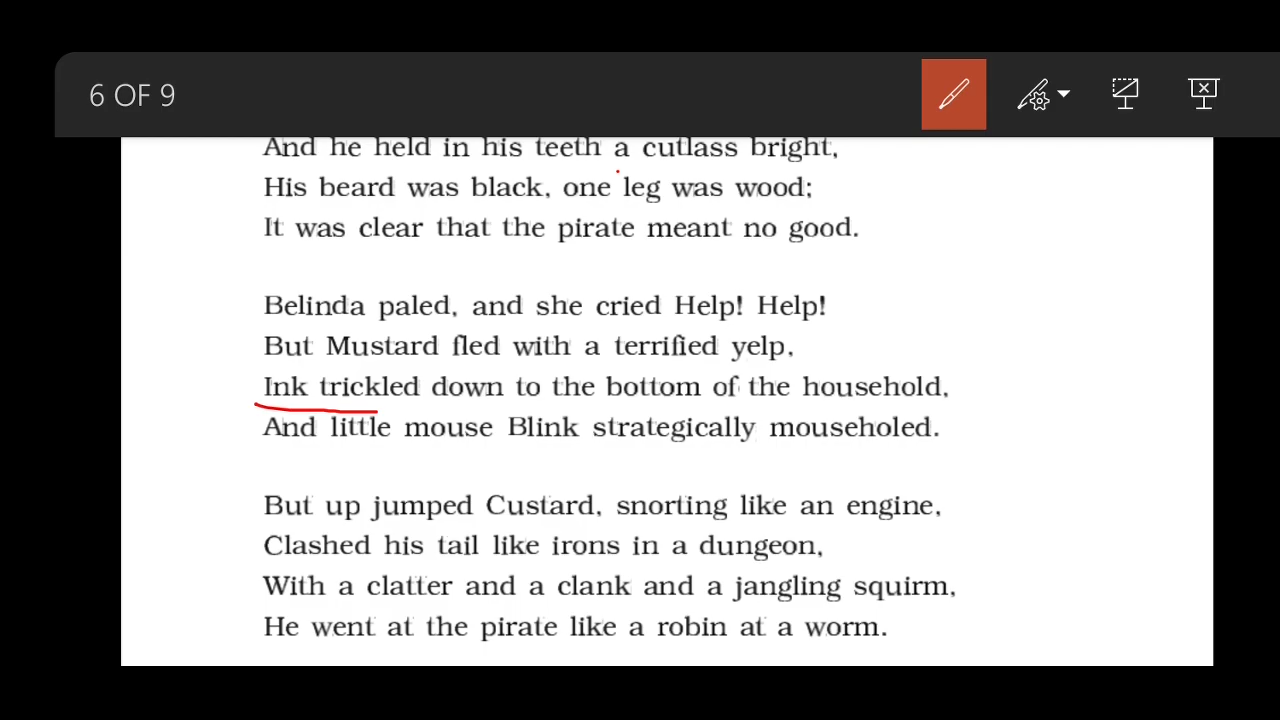 6 OF 9
And he held in his teeth a cutlass bright,
His beard was black, one leg was wood;
It was clear that the pirate meant no good.
Belinda paled, and she cried Help! Help!
But Mustard fled with a terrified yelp,
Ink trickled down to the bottom of the household,
And little mouse Blink strategically mouseholed.
But up jumped Custard, snorting like an engine,
Clashed his tail like irons in a dungeon,
With a clatter and a clank and a jangling squirm,
He went at the pirate like a robin at a worm.